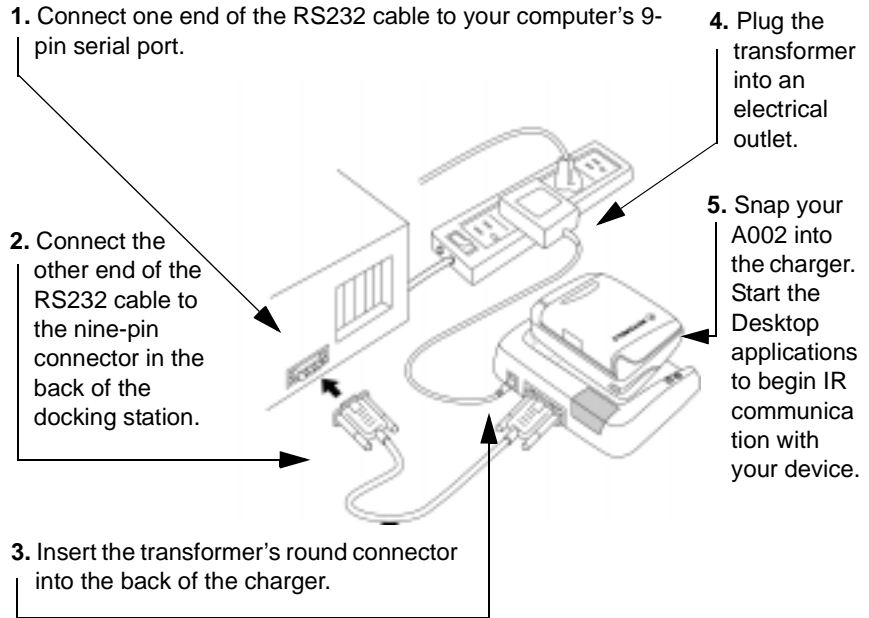 1. Connect one end of the RS232 cable to your computer's 9-
pin serial port.
2. Connect the
other end of the
RS232 cable to
the nine-pin
connector in the
back of the
docking station.
3. Insert the transformer's round connector
into the back of the charger.
4. Plug the
transformer
into an
electrical
outlet.
5. Snap your
A002 into
the charger.
Start the
Desktop
applications
to begin IR
communica
tion with
your device.